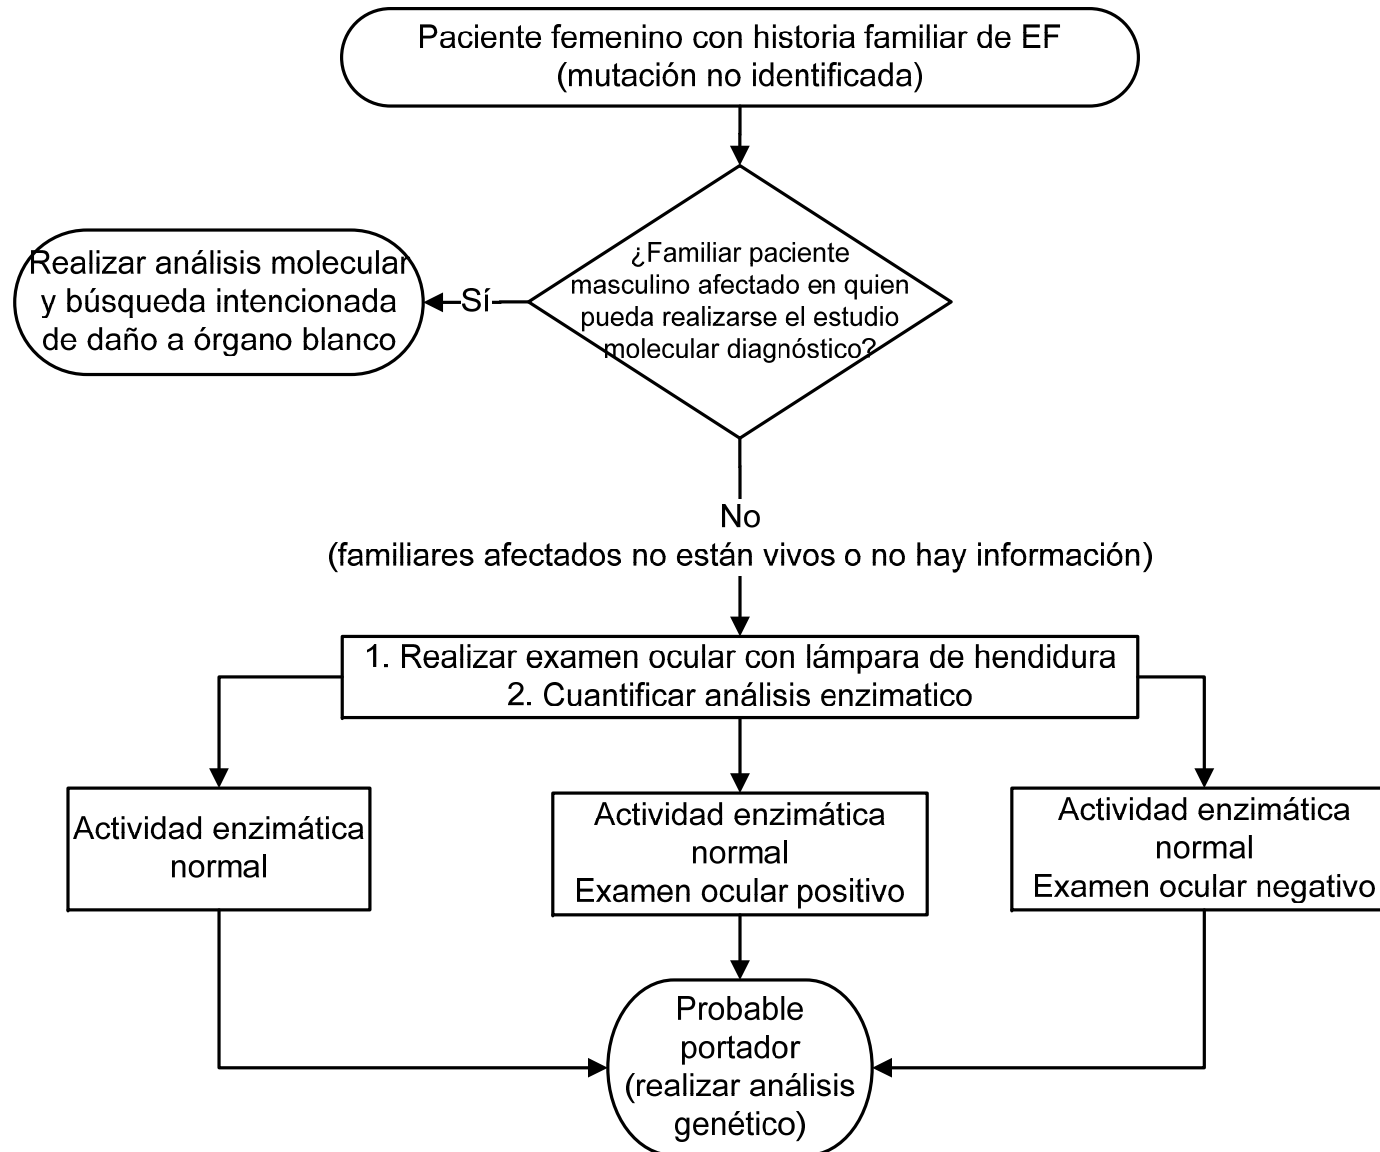 Paciente femenino con historia familiar de EF
(mutación no identificada)
¿Familiar paciente
masculino afectado en quien
pueda realizarse el estudio
molecular diagnóstico?
Realizar análisis molecular
y búsqueda intencionada
de daño a órgano blanco
Sí
No
(familiares afectados no están vivos o no hay información)
1. Realizar examen ocular con lámpara de hendidura
2. Cuantificar análisis enzimatico
Actividad enzimática
normal
Actividad enzimática
normal
Examen ocular positivo
Actividad enzimática
normal
Examen ocular negativo
Probable
portador
(realizar análisis
genético)